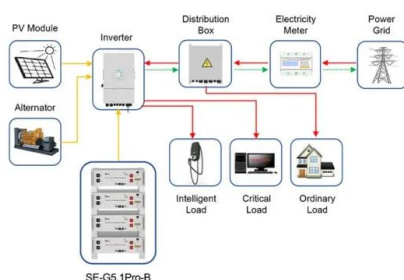 PV Module
Inverter
Distribution
Box
Electricity
Meter
Power
Grid
Alternator
Intelligent
Load
Critical
Load
Ordinary
Load
SE-G5.1Pro-B